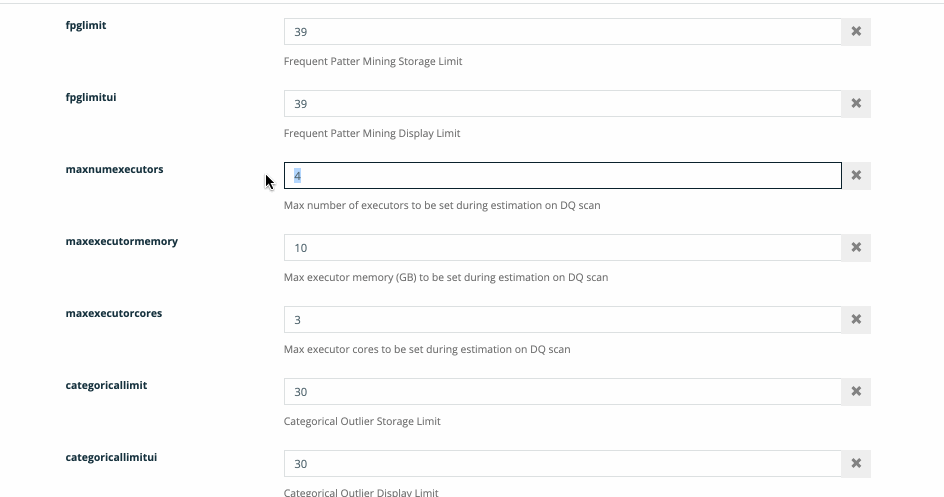 fpglimit
39
Frequent Patter Mining Storage Limit
fpglimitui
39
Frequent Patter Mining Display Limit
maxnumexecutors
4
Max number of executors to be set during estimation on DQ scan
maxexecutormemory
10
Max executor memory (GB) to be set during estimation on DQ scan
maxexecutorcores
3
Max executor cores to be set during estimation on DQ scan
categoricallimit
30
Categorical Outlier Storage Limit
categoricallimitui
30
Categorical Outlier Display Limit